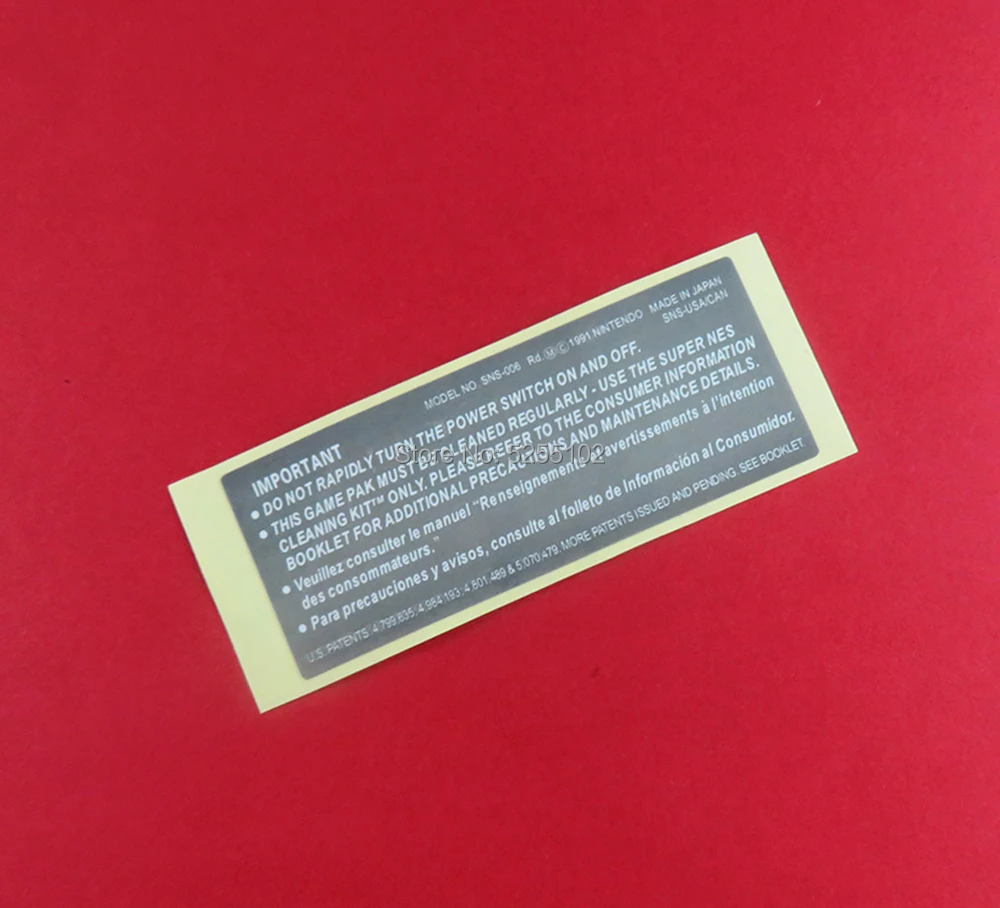 MODEL NO. SNS-006 Rd.ⓂⒸ1991 NINTENDO MADE IN JAPAN
SNS-USA/CAN
IMPORTANT
• DO NOT RAPIDLY TURN THE POWER SWITCH ON AND OFF.
• THIS GAME PAK MUST BE CLEANED REGULARLY - USE THE SUPER NES
CLEANING KIT™ ONLY. PLEASE REFER TO THE CONSUMER INFORMATION
BOOKLET FOR ADDITIONAL PRECAUTIONS AND MAINTENANCE DETAILS.
• Veuillez consulter le manuel "Renseignements d'avertissements à l'intention
des consommateurs."
• Para precauciones y avisos, consulte al folleto de Información al Consumidor.
U.S. PATENTS: 4,799,635; 4,984,193; 4,801,489 & 5,070,479. MORE PATENTS ISSUED AND PENDING. SEE BOOKLET.
Store No: 5255102